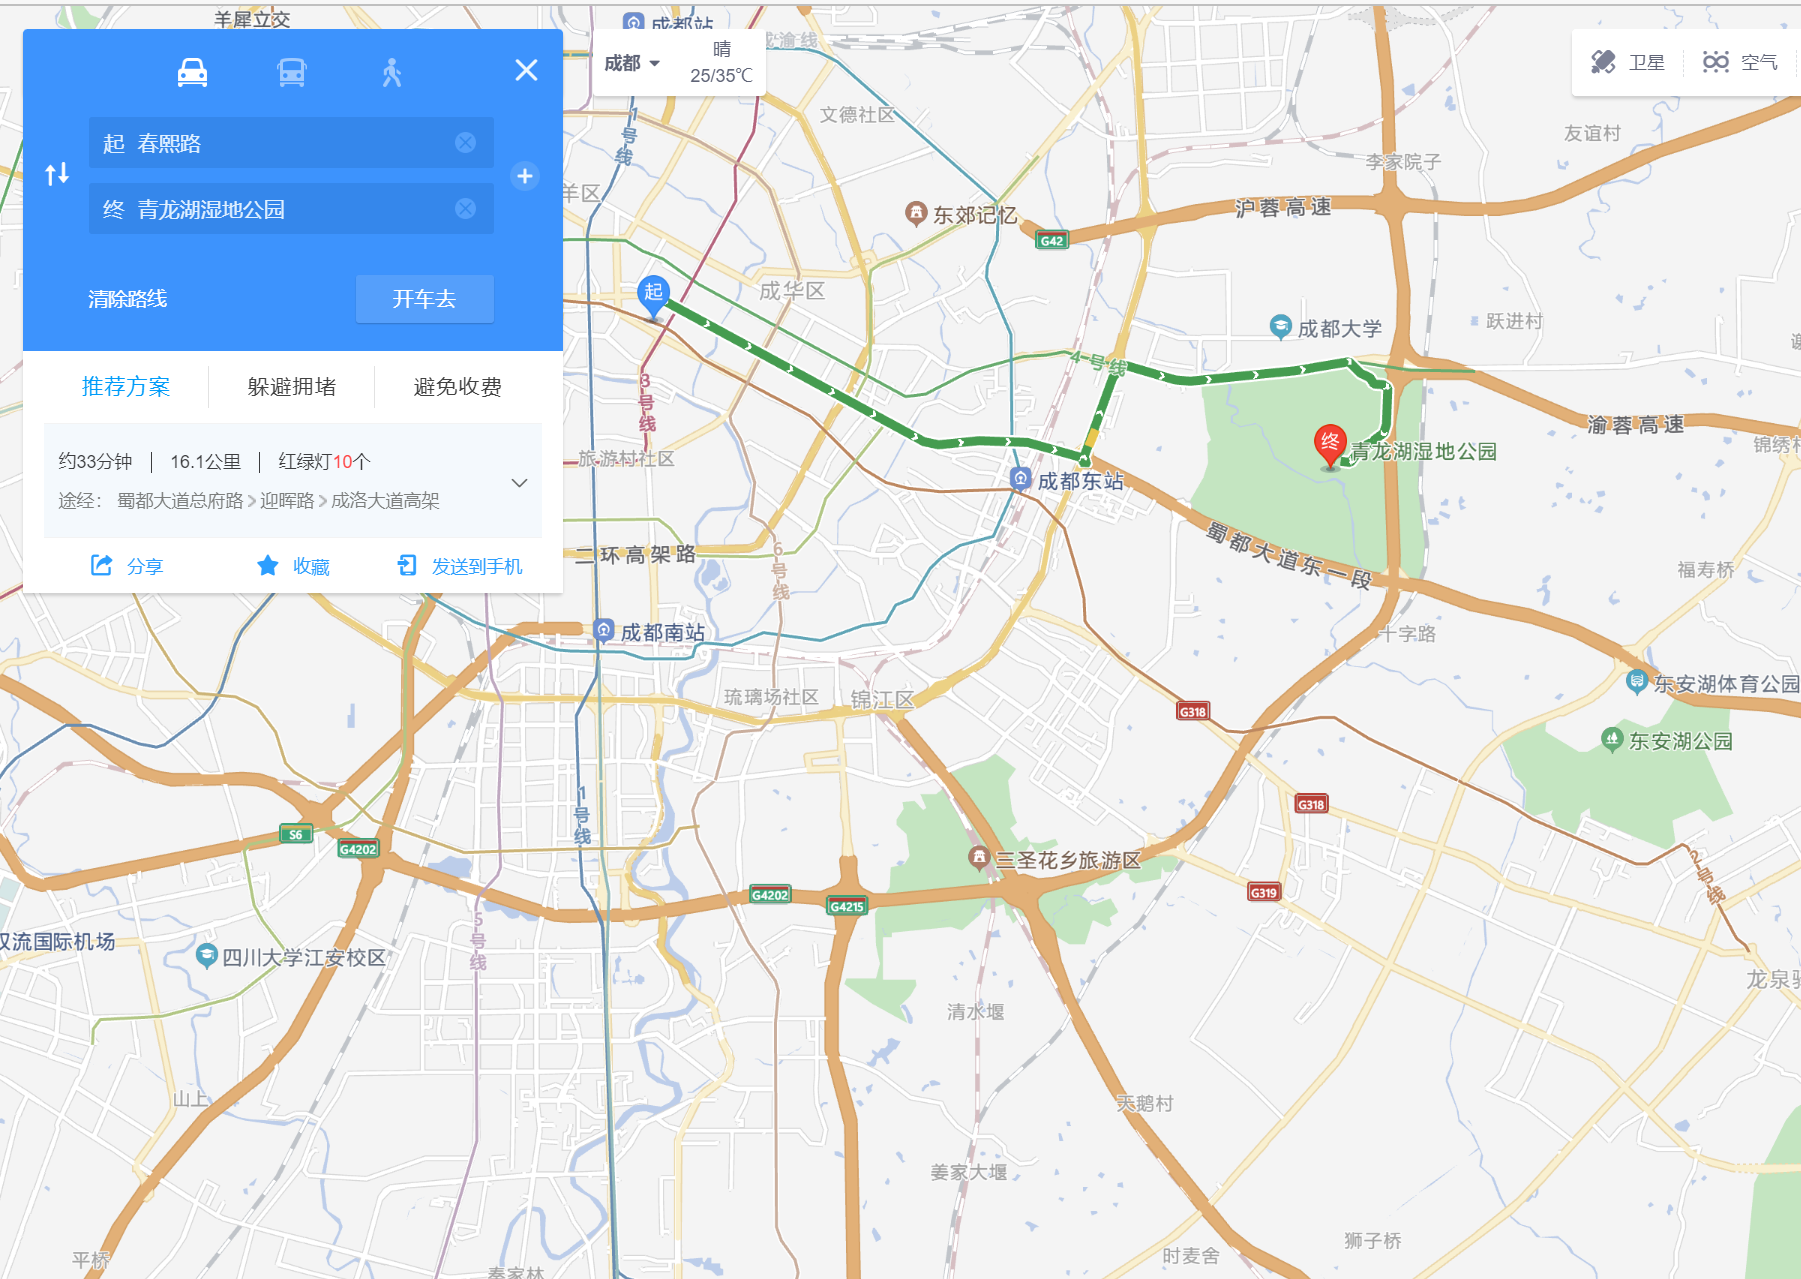 羊犀立交
成都站
成渝线
成都
晴
25/35℃
卫星
空气
起 春熙路
终 青龙湖湿地公园
清除路线
开车去
推荐方案
躲避拥堵
避免收费
约33分钟
16.1公里
红绿灯10个
途经： 蜀都大道总府路 > 迎晖路 > 成洛大道高架
分享
收藏
发送到手机
1号线
文德社区
友谊村
李家院子
羊区
东郊记忆
沪蓉高速
G42
起
成华区
成都大学
跃进村
4号线
3号线
渝蓉高速
锦绣村
终
青龙湖湿地公园
旅游村社区
成都东站
蜀都大道东一段
二环高架路
6号线
福寿桥
成都南站
十字路
琉璃场社区
锦江区
东安湖体育公园
G318
东安湖公园
G318
1号线
S6
G4202
三圣花乡旅游区
2号线
G4202
G4215
G319
5号线
双流国际机场
四川大学江安校区
龙泉驿
清水堰
山上
天鹅村
姜家大堰
狮子桥
时麦舍
平桥
秦家林